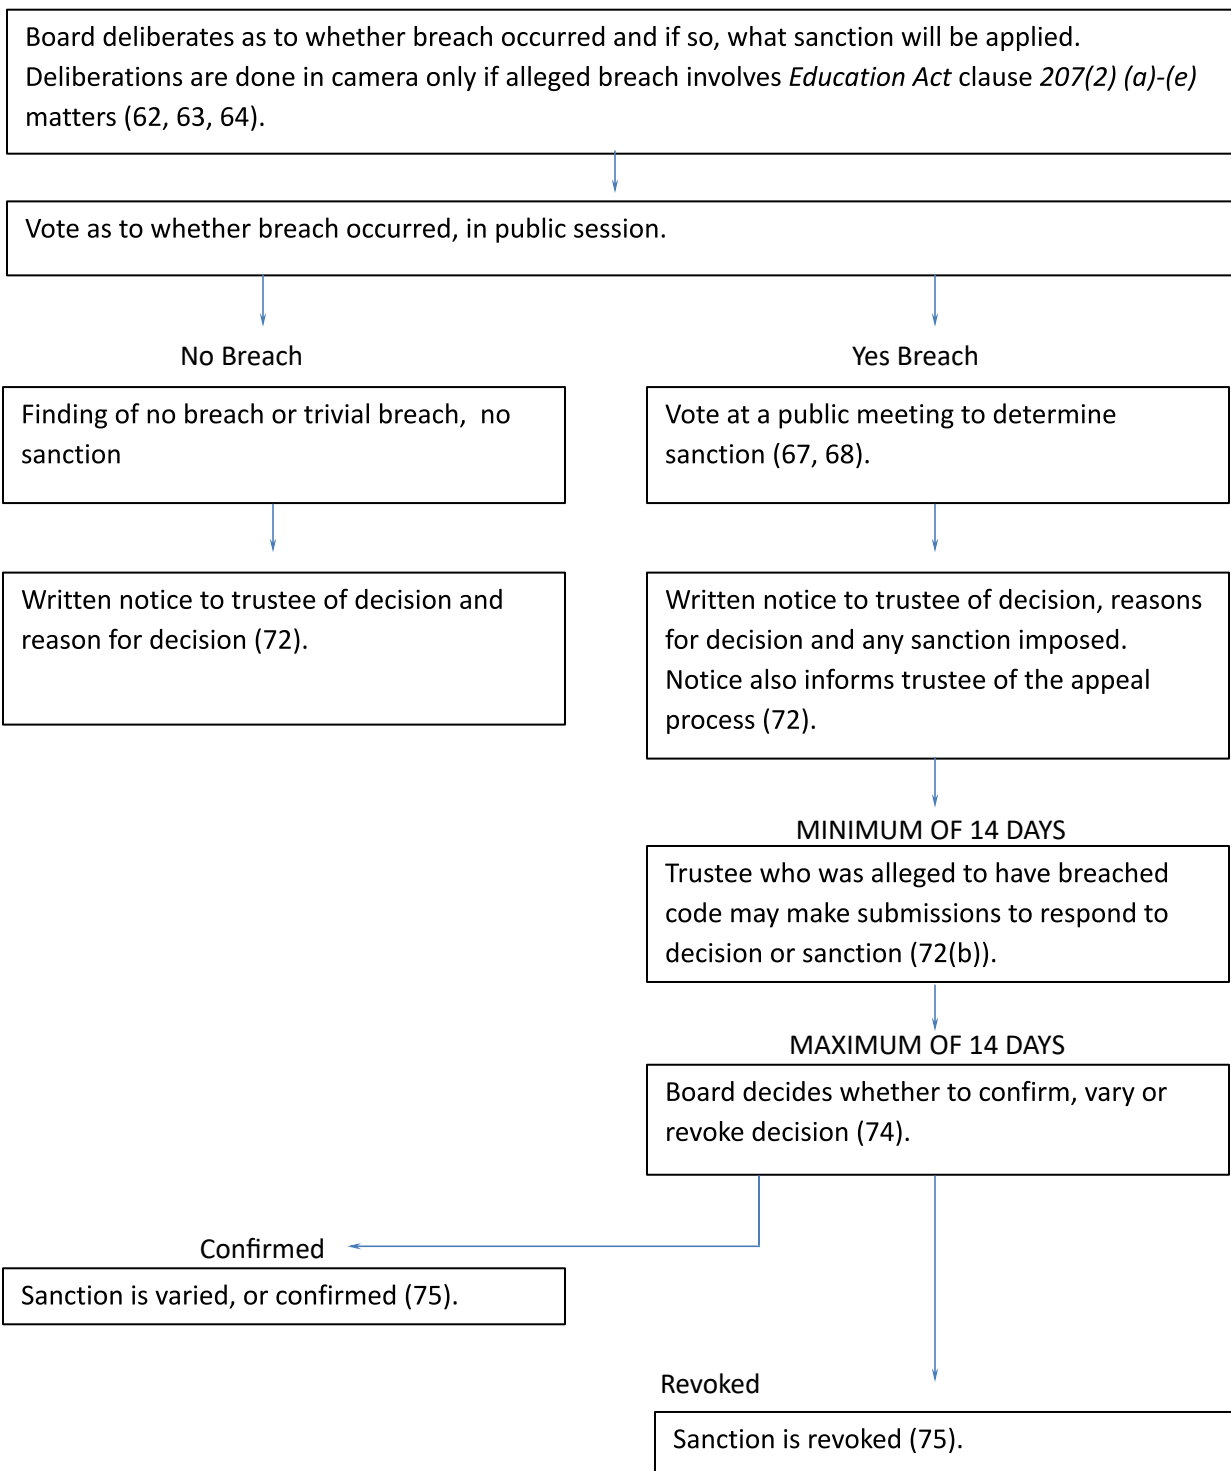 Board deliberates as to whether breach occurred and if so, what sanction will be applied.
Deliberations are done in camera only if alleged breach involves Education Act clause 207(2) (a)-(e)
matters (62, 63, 64).
Vote as to whether breach occurred, in public session.
No Breach
Yes Breach
Finding of no breach or trivial breach,  no
sanction
Vote at a public meeting to determine
sanction (67, 68).
Written notice to trustee of decision and
reason for decision (72).
Written notice to trustee of decision, reasons
for decision and any sanction imposed.
Notice also informs trustee of the appeal
process (72).
MINIMUM OF 14 DAYS
Trustee who was alleged to have breached
code may make submissions to respond to
decision or sanction (72(b)).
MAXIMUM OF 14 DAYS
Board decides whether to confirm, vary or
revoke decision (74).
Confirmed
Sanction is varied, or confirmed (75).
Revoked
Sanction is revoked (75).